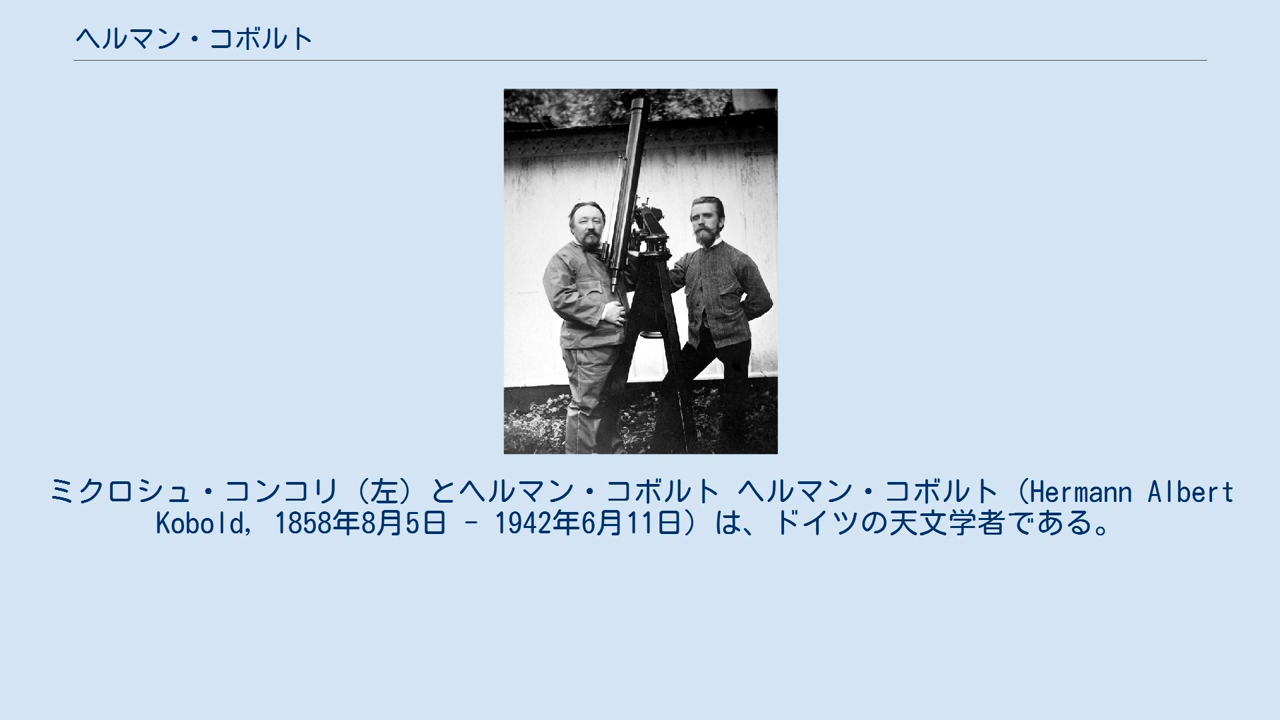 ヘルマン・コボルト
ミクロシュ・コンコリ（左）とヘルマン・コボルト ヘルマン・コボルト（Hermann Albert
Kobold, 1858年8月5日 - 1942年6月11日）は、ドイツの天文学者である。